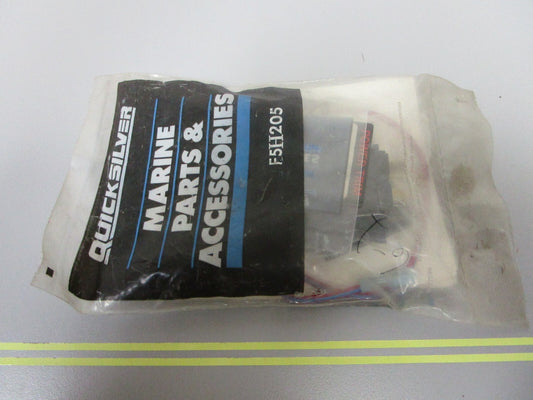 QUICKSILVER
MARINE
PARTS &
ACCESSORIES
F5H205